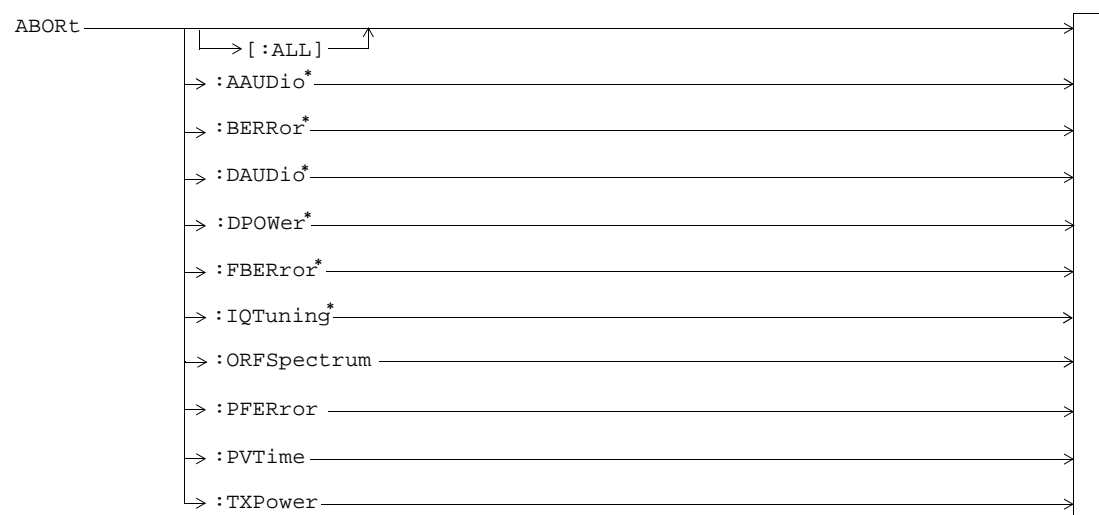 ABORt
[:ALL]
:AAUDio*
:BERRor*
:DAUDio*
:DPOWer*
:FBERror*
:IQTuning*
:ORFSpectrum
:PFERror
:PVTime
:TXPower